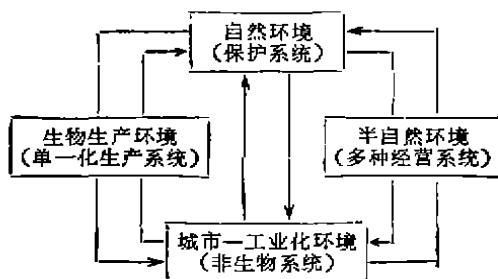 自然环境
(保护系统)
生物生产环境
(单一化生产系统)
半自然环境
(多种经营系统)
城市—工业化环境
(非生物系统)